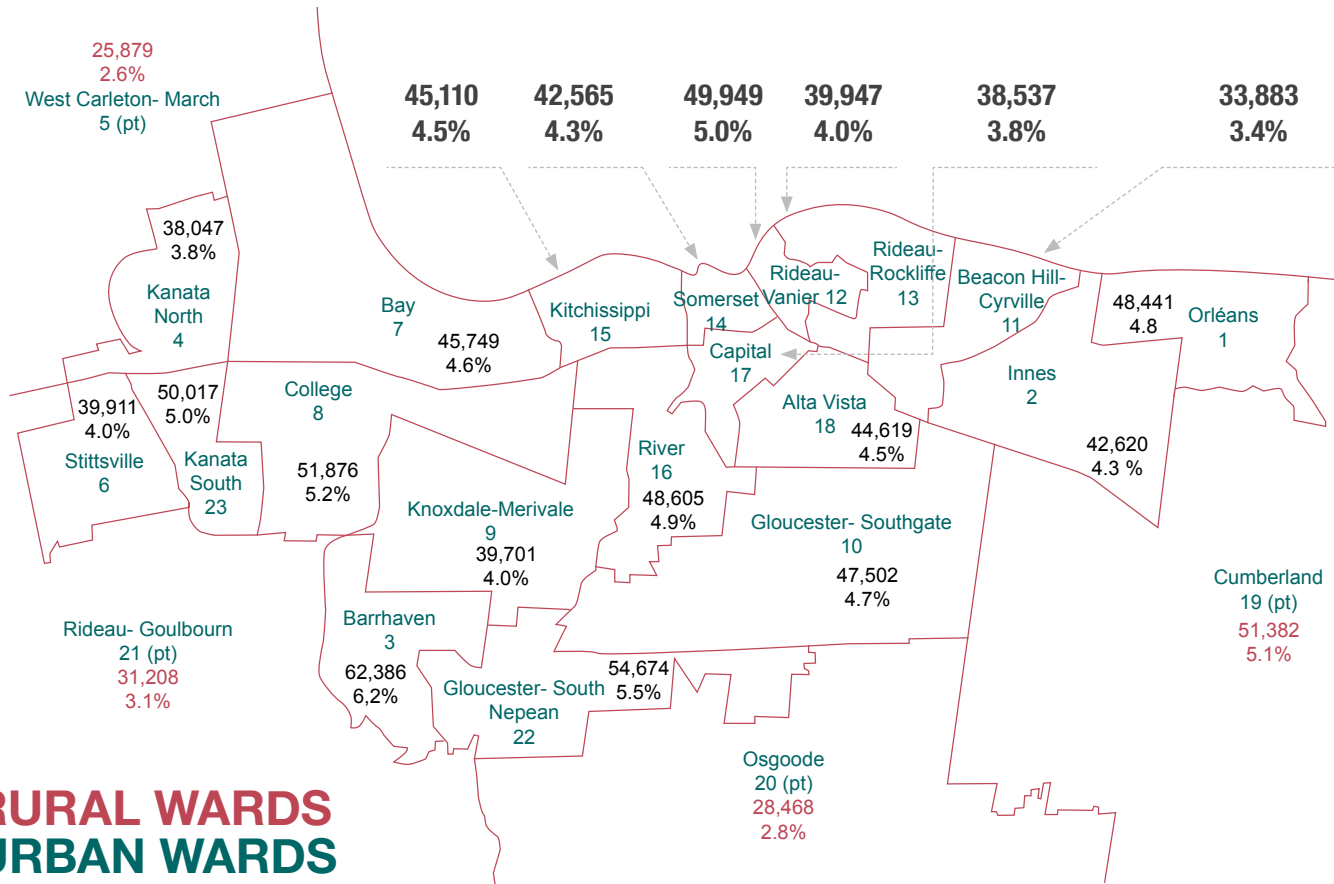 25,879
2.6%
West Carleton- March
5 (pt)
45,110
4.5%
42,565
4.3%
49,949
5.0%
39,947
4.0%
38,537
3.8%
33,883
3.4%
38,047
3.8%
Kanata
North
4
Bay
7
45,749
4.6%
Kitchissippi
15
Somerset
14
Rideau-
Vanier 12
Rideau-
Rockliffe
13
Beacon Hill-
Cyrville
11
48,441
4.8
Orléans
1
Capital
17
Innes
2
42,620
4.3 %
39,911
4.0%
Stittsville
6
50,017
5.0%
Kanata
South
23
College
8
51,876
5.2%
Alta Vista
18
44,619
4.5%
River
16
48,605
4.9%
Knoxdale-Merivale
9
39,701
4.0%
Gloucester- Southgate
10
47,502
4.7%
Cumberland
19 (pt)
51,382
5.1%
Rideau- Goulbourn
21 (pt)
31,208
3.1%
Barrhaven
3
62,386
6,2%
54,674
5.5%
Gloucester- South
Nepean
22
Osgoode
20 (pt)
28,468
2.8%
RURAL WARDS
URBAN WARDS